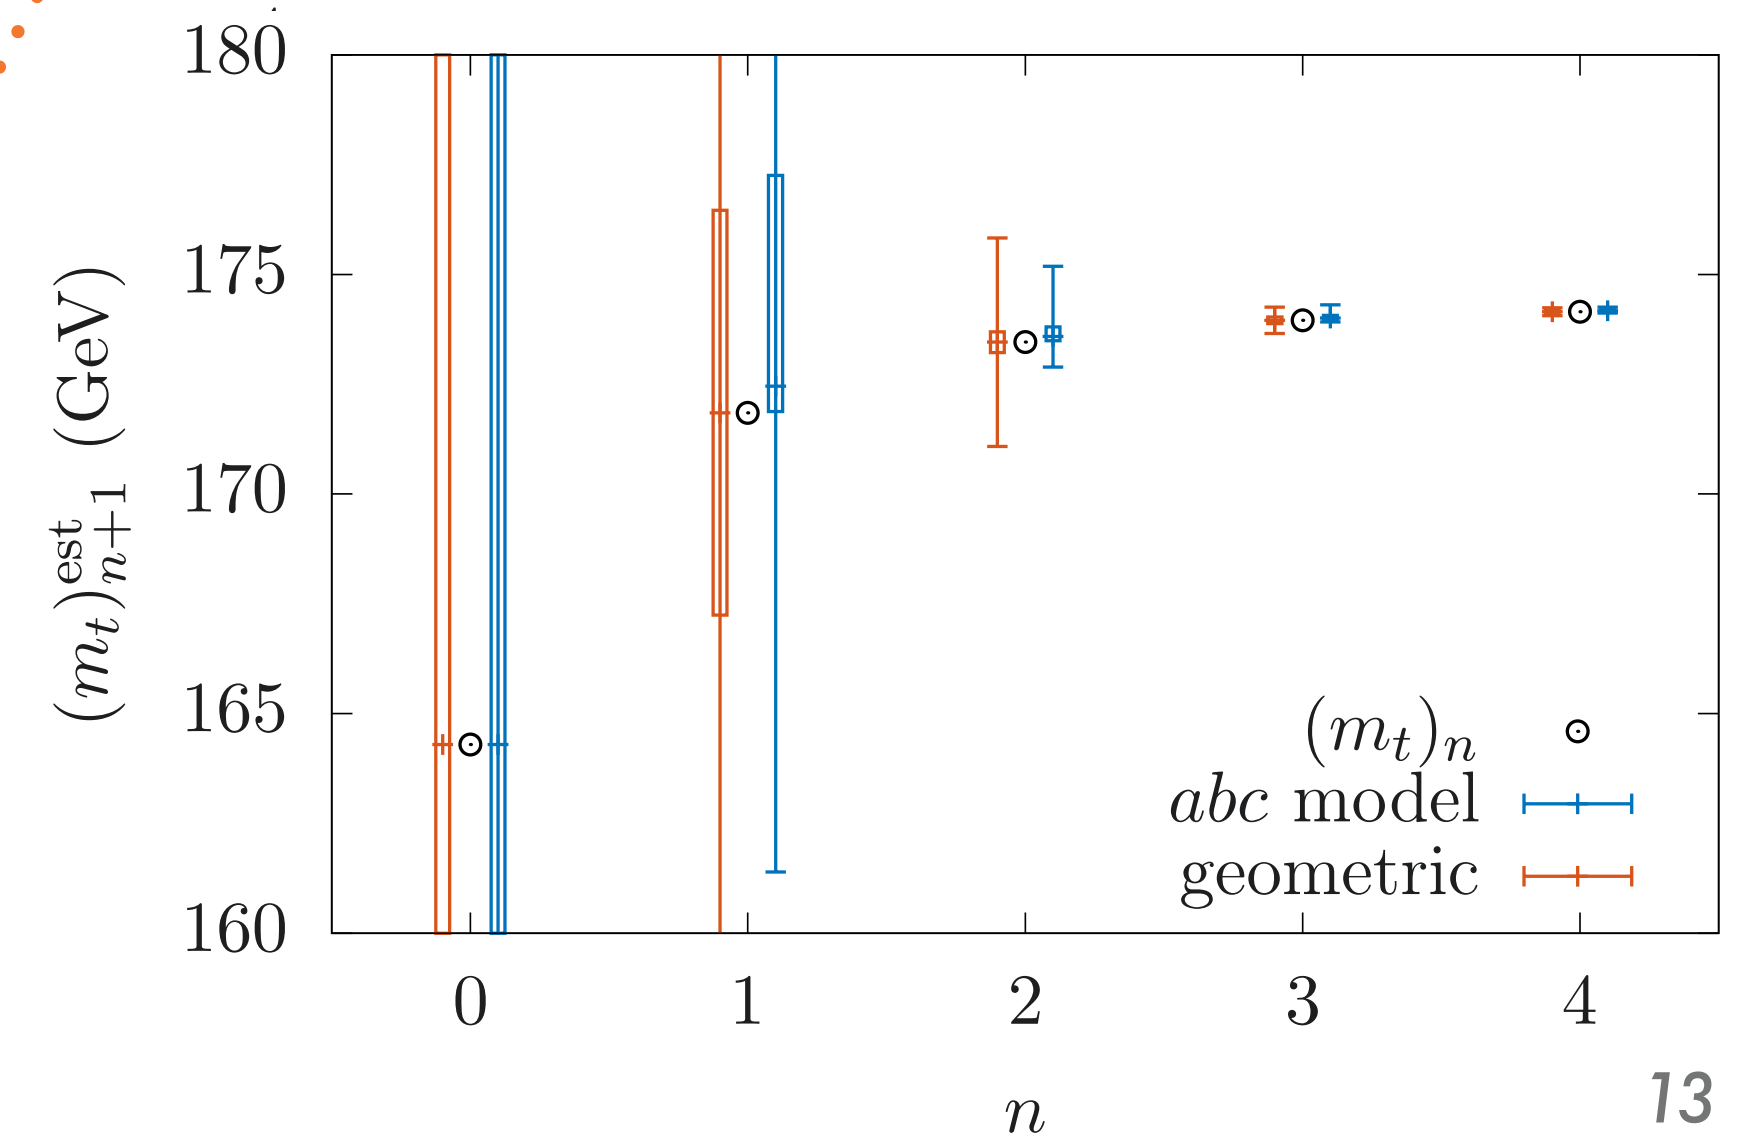 180
175
170
165
160
(m_t)^{est}_{n+1} (GeV)
(m_t)_n
abc model
geometric
0 1 2 3 4
n
13